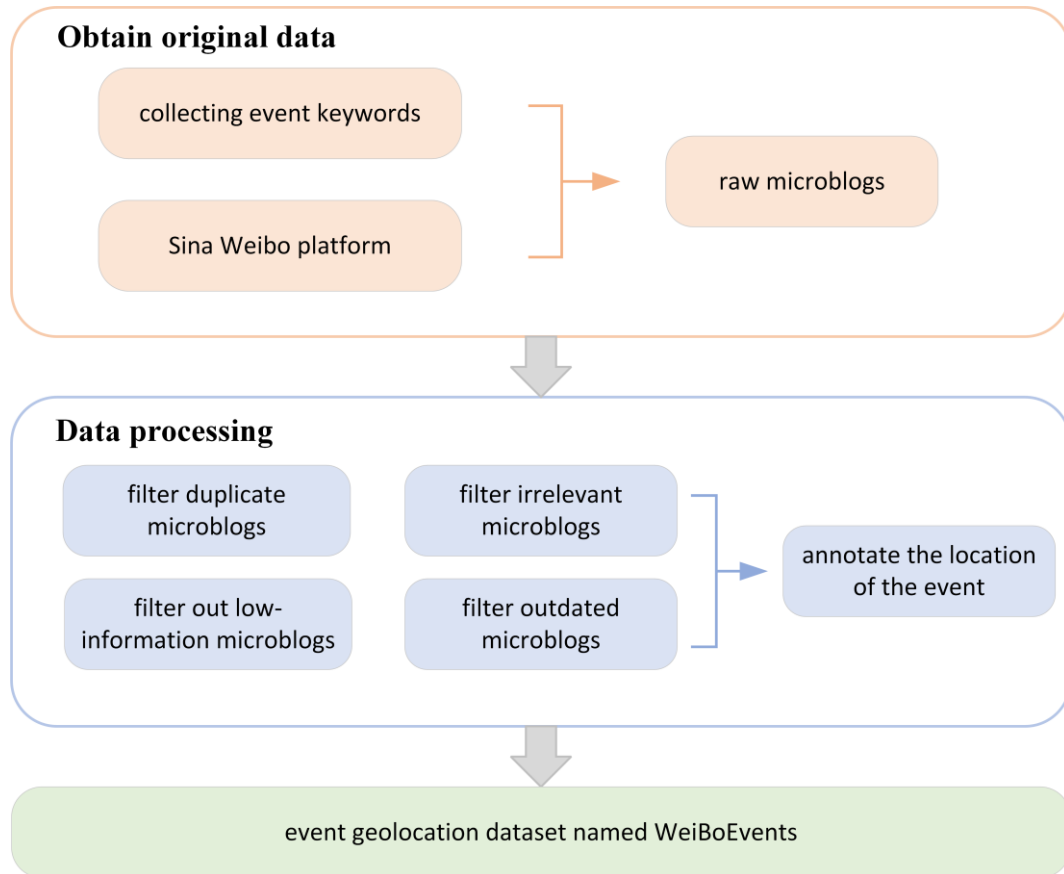 Obtain original data
collecting event keywords
Sina Weibo platform
raw microblogs
Data processing
filter duplicate
microblogs
filter irrelevant
microblogs
filter out low-
information microblogs
filter outdated
microblogs
annotate the location
of the event
event geolocation dataset named WeiBoEvents